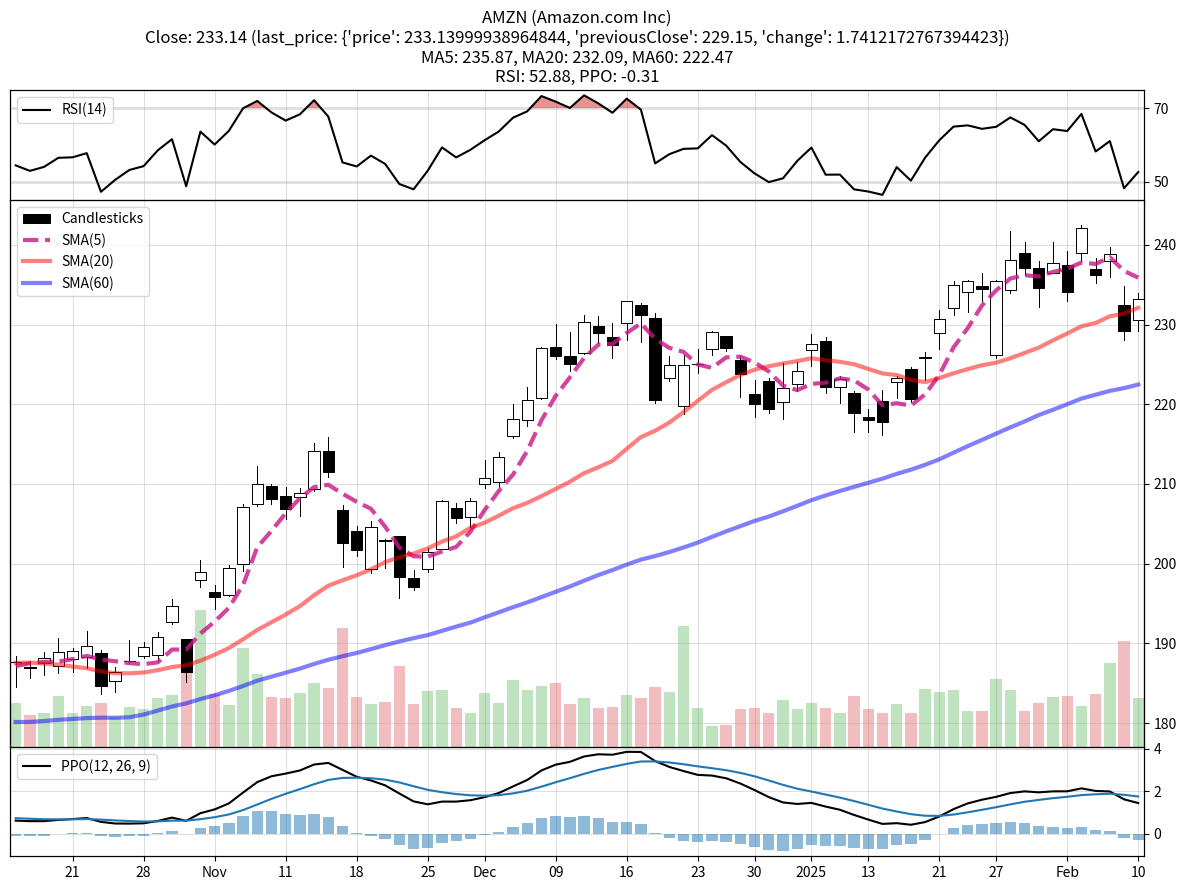 AMZN (Amazon.com Inc)
Close: 233.14 (last_price: {'price': 233.13999938964844, 'previousClose': 229.15, 'change': 1.7412172767394423})
MA5: 235.87, MA20: 232.09, MA60: 222.47
RSI: 52.88, PPO: -0.31
RSI(14)
70
50
Candlesticks
SMA(5)
SMA(20)
SMA(60)
240
230
220
210
200
190
180
PPO(12, 26, 9)
4
2
0
21 28 Nov 11 18 25 Dec 09 16 23 30 2025 13 21 27 Feb 10